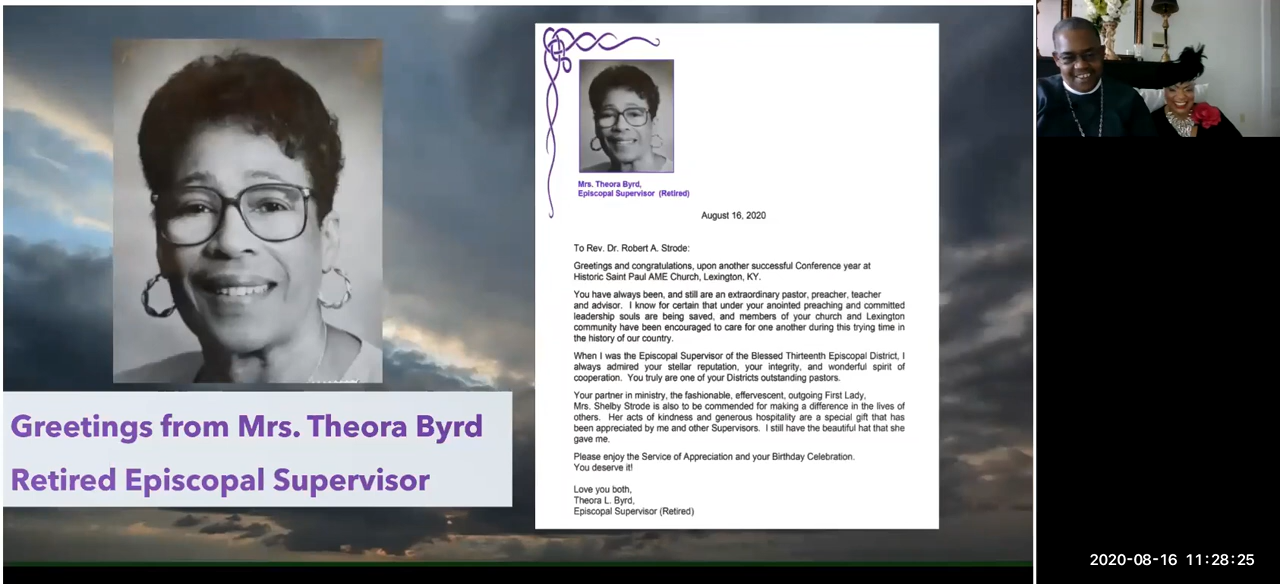 Greetings from Mrs. Theora Byrd
Retired Episcopal Supervisor
Mrs. Theora Byrd,
Episcopal Supervisor (Retired)
August 16, 2020
To Rev. Dr. Robert A. Strode:
Greetings and congratulations, upon another successful Conference year at
Historic Saint Paul AME Church, Lexington, KY.
You have always been, and still are an extraordinary pastor, preacher, teacher
and advisor. I know for certain that under your anointed preaching and committed
leadership souls are being saved, and members of your church and Lexington
community have been encouraged to care for one another during this trying time in
the history of our country.
When I was the Episcopal Supervisor of the Blessed Thirteenth Episcopal District, I
always admired your stellar reputation, your integrity, and wonderful spirit of
cooperation. You truly are one of your Districts outstanding pastors.
Your partner in ministry, the fashionable, effervescent, outgoing First Lady,
Mrs. Shelby Strode is also to be commended for making a difference in the lives of
others. Her acts of kindness and generous hospitality are a special gift that has
been appreciated by me and other Supervisors. I still have the beautiful hat that she
gave me.
Please enjoy the Service of Appreciation and your Birthday Celebration.
You deserve it!
Love you both,
Theora L. Byrd,
Episcopal Supervisor (Retired)
2020-08-16 11:28:25